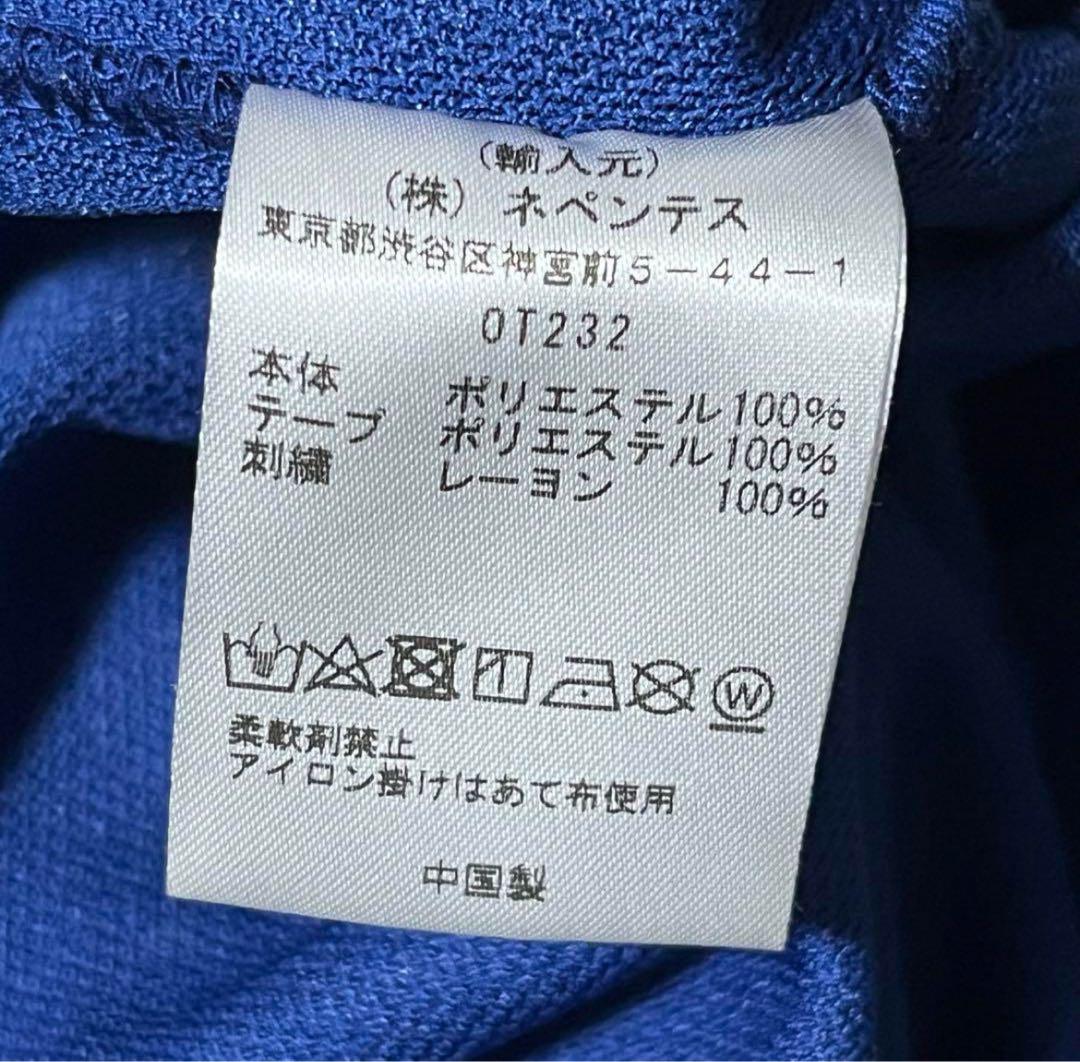 (輸入元)
(株) ネペンテス
東京都渋谷区神宮前5-44-1
OT232
本体 ポリエステル100%
テープ ポリエステル100%
刺繍 レーヨン 100%
W
柔軟剤禁止
アイロン掛けはあて布使用
中国製